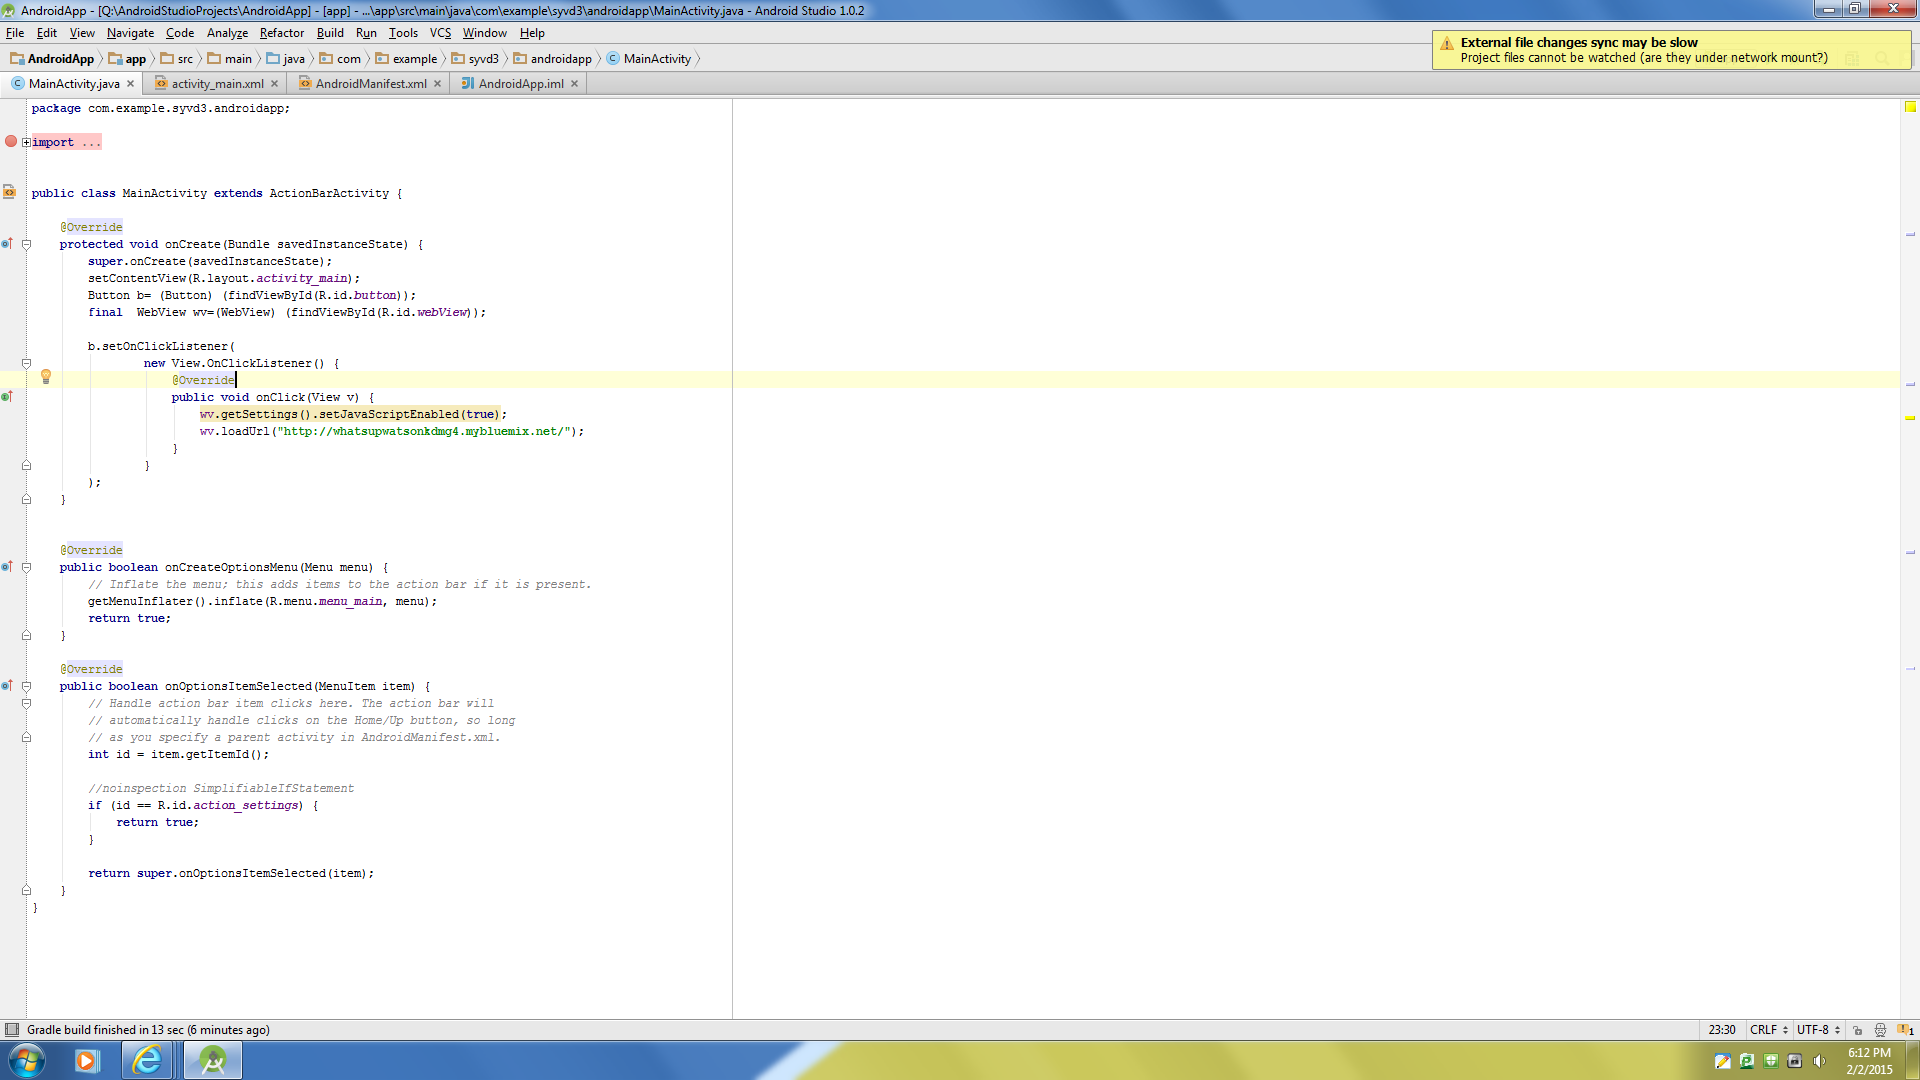 AndroidApp - [Q:\AndroidStudioProjects\AndroidApp] - [app] - ...\app\src\main\java\com\example\syvd3\androidapp\MainActivity.java - Android Studio 1.0.2
File Edit View Navigate Code Analyze Refactor Build Run Tools VCS Window Help
External file changes sync may be slow
Project files cannot be watched (are they under network mount?)
AndroidApp app src main java com example syvd3 androidapp MainActivity
MainActivity.java activity_main.xml AndroidManifest.xml AndroidApp.iml
package com.example.syvd3.androidapp;
import ...
public class MainActivity extends ActionBarActivity {
@Override
protected void onCreate(Bundle savedInstanceState) {
super.onCreate(savedInstanceState);
setContentView(R.layout.activity_main);
Button b= (Button) (findViewById(R.id.button));
final  WebView wv=(WebView) (findViewById(R.id.webView));
b.setOnClickListener(
new View.OnClickListener() {
@Override
public void onClick(View v) {
wv.getSettings().setJavaScriptEnabled(true);
wv.loadUrl("http://whatsupwatsonkdmg4.mybluemix.net/");
}
}
);
}
@Override
public boolean onCreateOptionsMenu(Menu menu) {
// Inflate the menu; this adds items to the action bar if it is present.
getMenuInflater().inflate(R.menu.menu_main, menu);
return true;
}
@Override
public boolean onOptionsItemSelected(MenuItem item) {
// Handle action bar item clicks here. The action bar will
// automatically handle clicks on the Home/Up button, so long
// as you specify a parent activity in AndroidManifest.xml.
int id = item.getItemId();
//noinspection SimplifiableIfStatement
if (id == R.id.action_settings) {
return true;
}
return super.onOptionsItemSelected(item);
}
}
Gradle build finished in 13 sec (6 minutes ago) 23:30 CRLF UTF-8 1
6:12 PM
2/2/2015